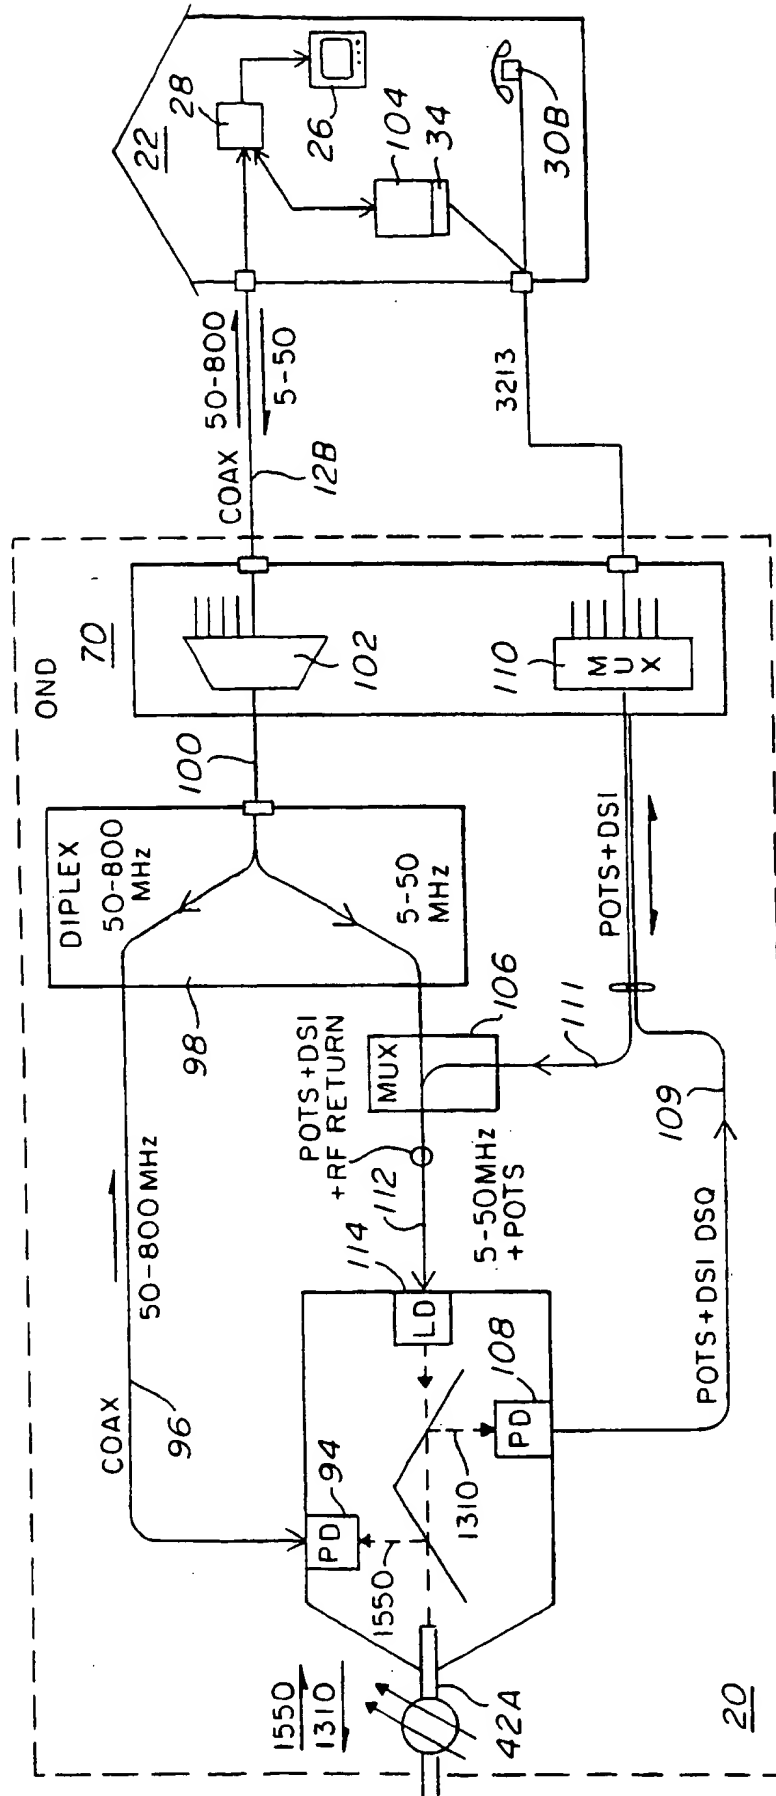 1550
1310
42A
20
PD
94
1550
1310
PD
108
LD
114
COAX
96
50-800 MHz
POTS+DSI
+RF RETURN
112
5-50MHz
+POTS
MUX
106
111
POTS+DSI DSQ
109
POTS+DSI
98
DIPLEX
50-800
MHz
5-50
MHz
100
OND
70
102
110
MUX
COAX
50-800
5-50
12B
3213
22
28
26
104
34
30B